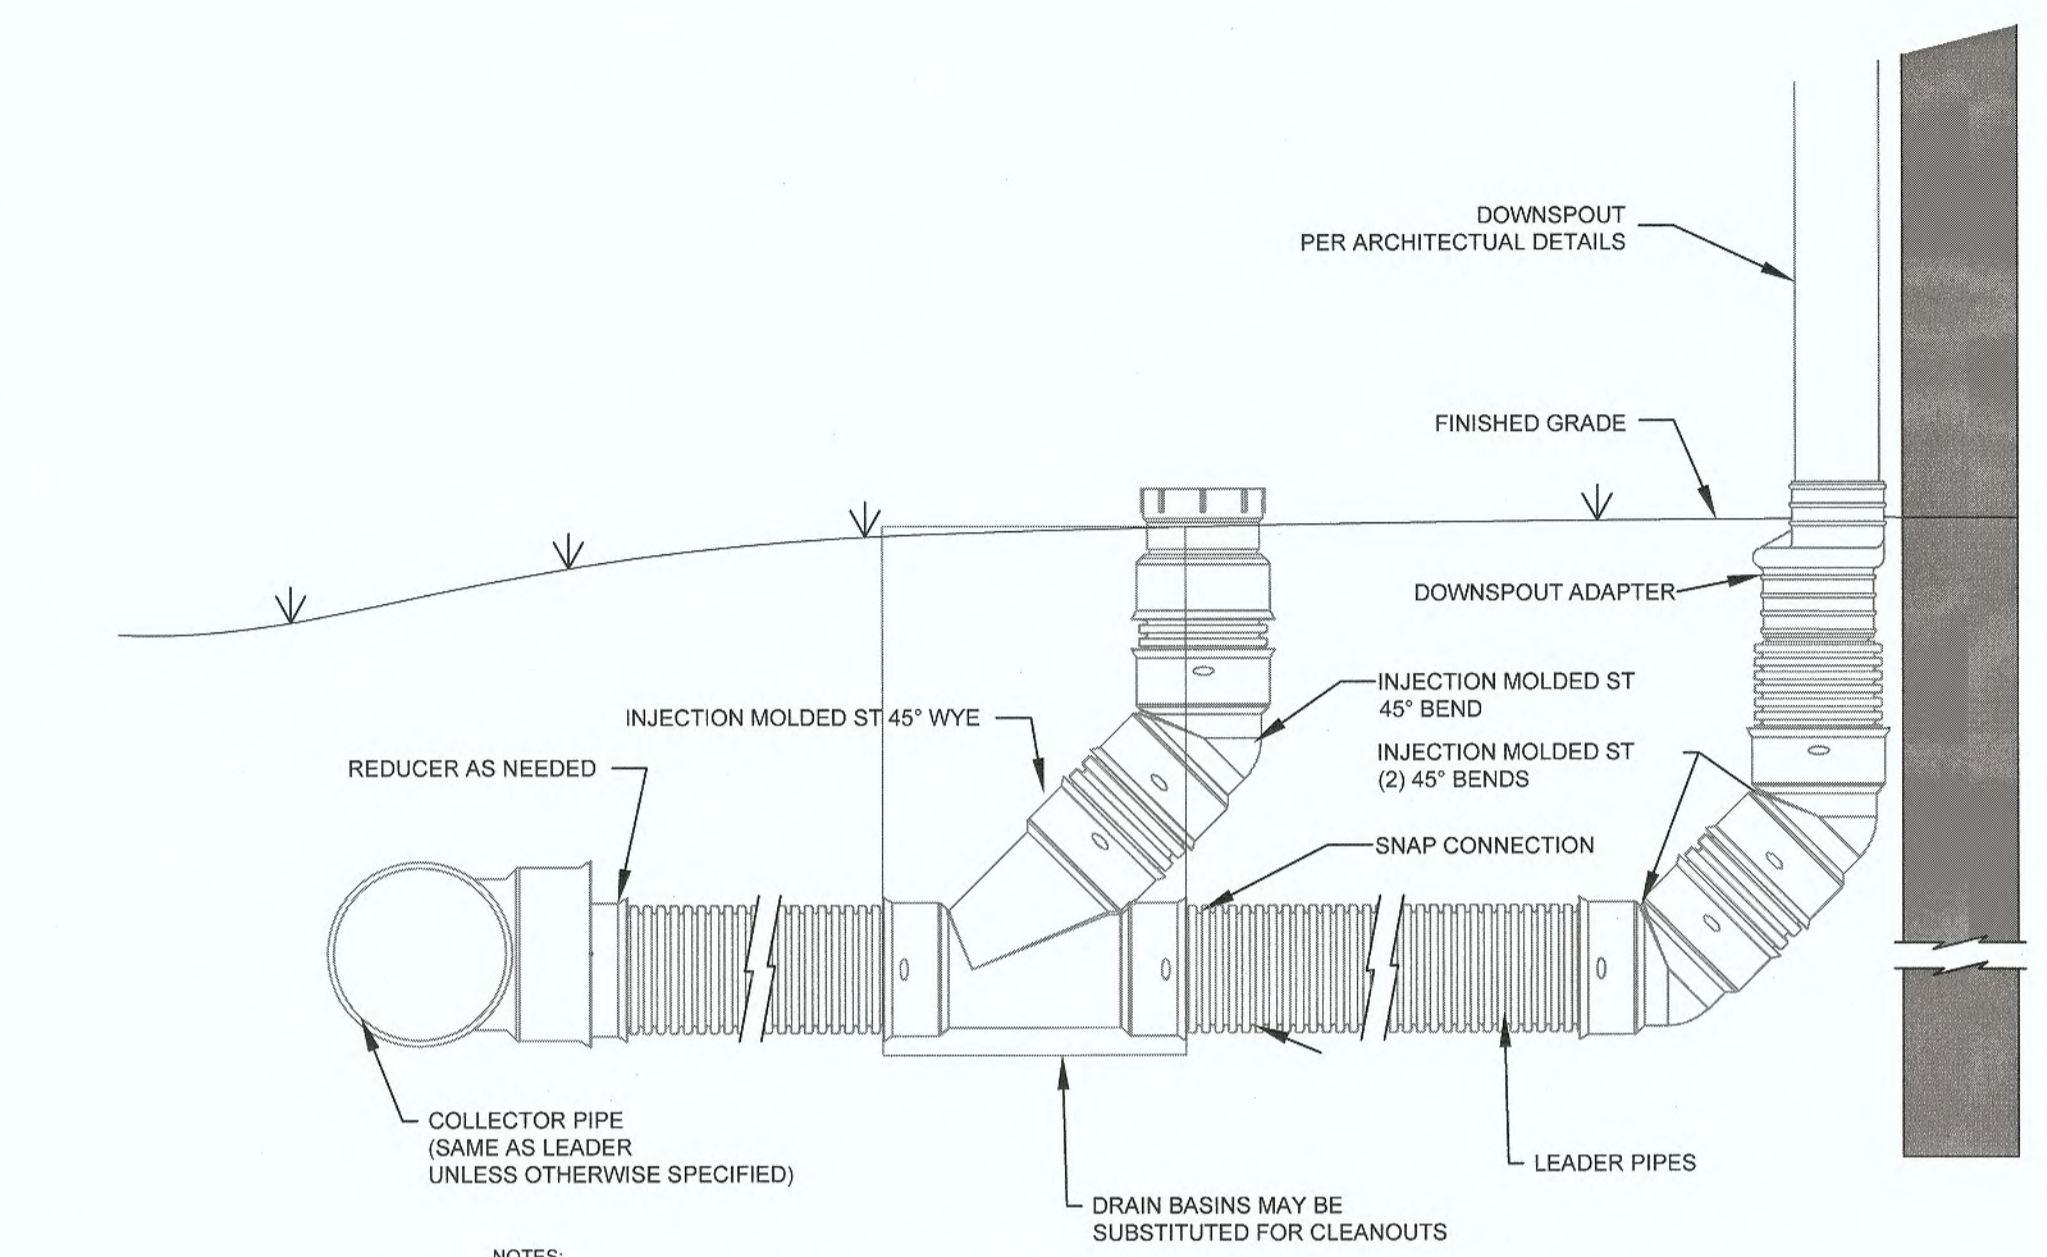 DOWNSPOUT
PER ARCHITECTUAL DETAILS
FINISHED GRADE
DOWNSPOUT ADAPTER
INJECTION MOLDED ST
45° BEND
INJECTION MOLDED ST 45° WYE
INJECTION MOLDED ST
(2) 45° BENDS
REDUCER AS NEEDED
SNAP CONNECTION
COLLECTOR PIPE
(SAME AS LEADER
UNLESS OTHERWISE SPECIFIED)
LEADER PIPES
DRAIN BASINS MAY BE
SUBSTITUTED FOR CLEANOUTS
NOTES: